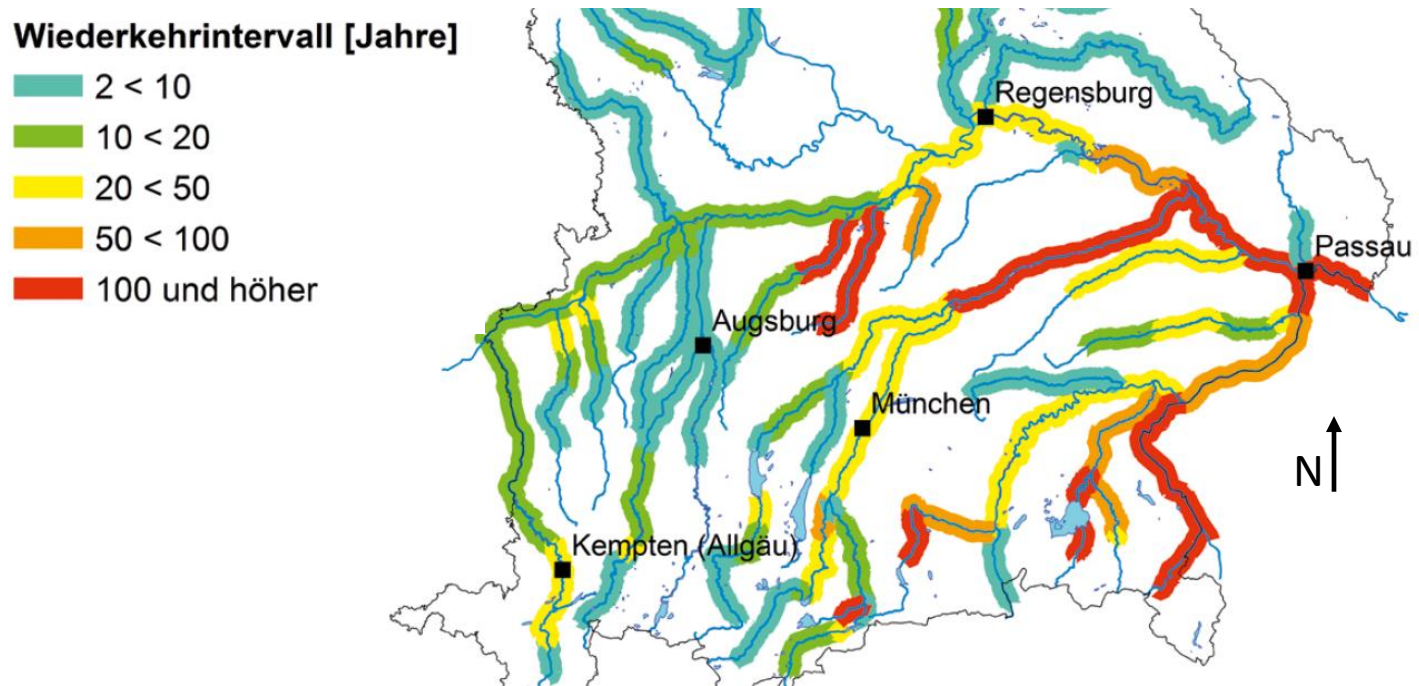 Wiederkehrintervall [Jahre]
2 < 10
10 < 20
20 < 50
50 < 100
100 und höher
Regensburg
Passau
Augsburg
München
N
Kempten (Allgäu)